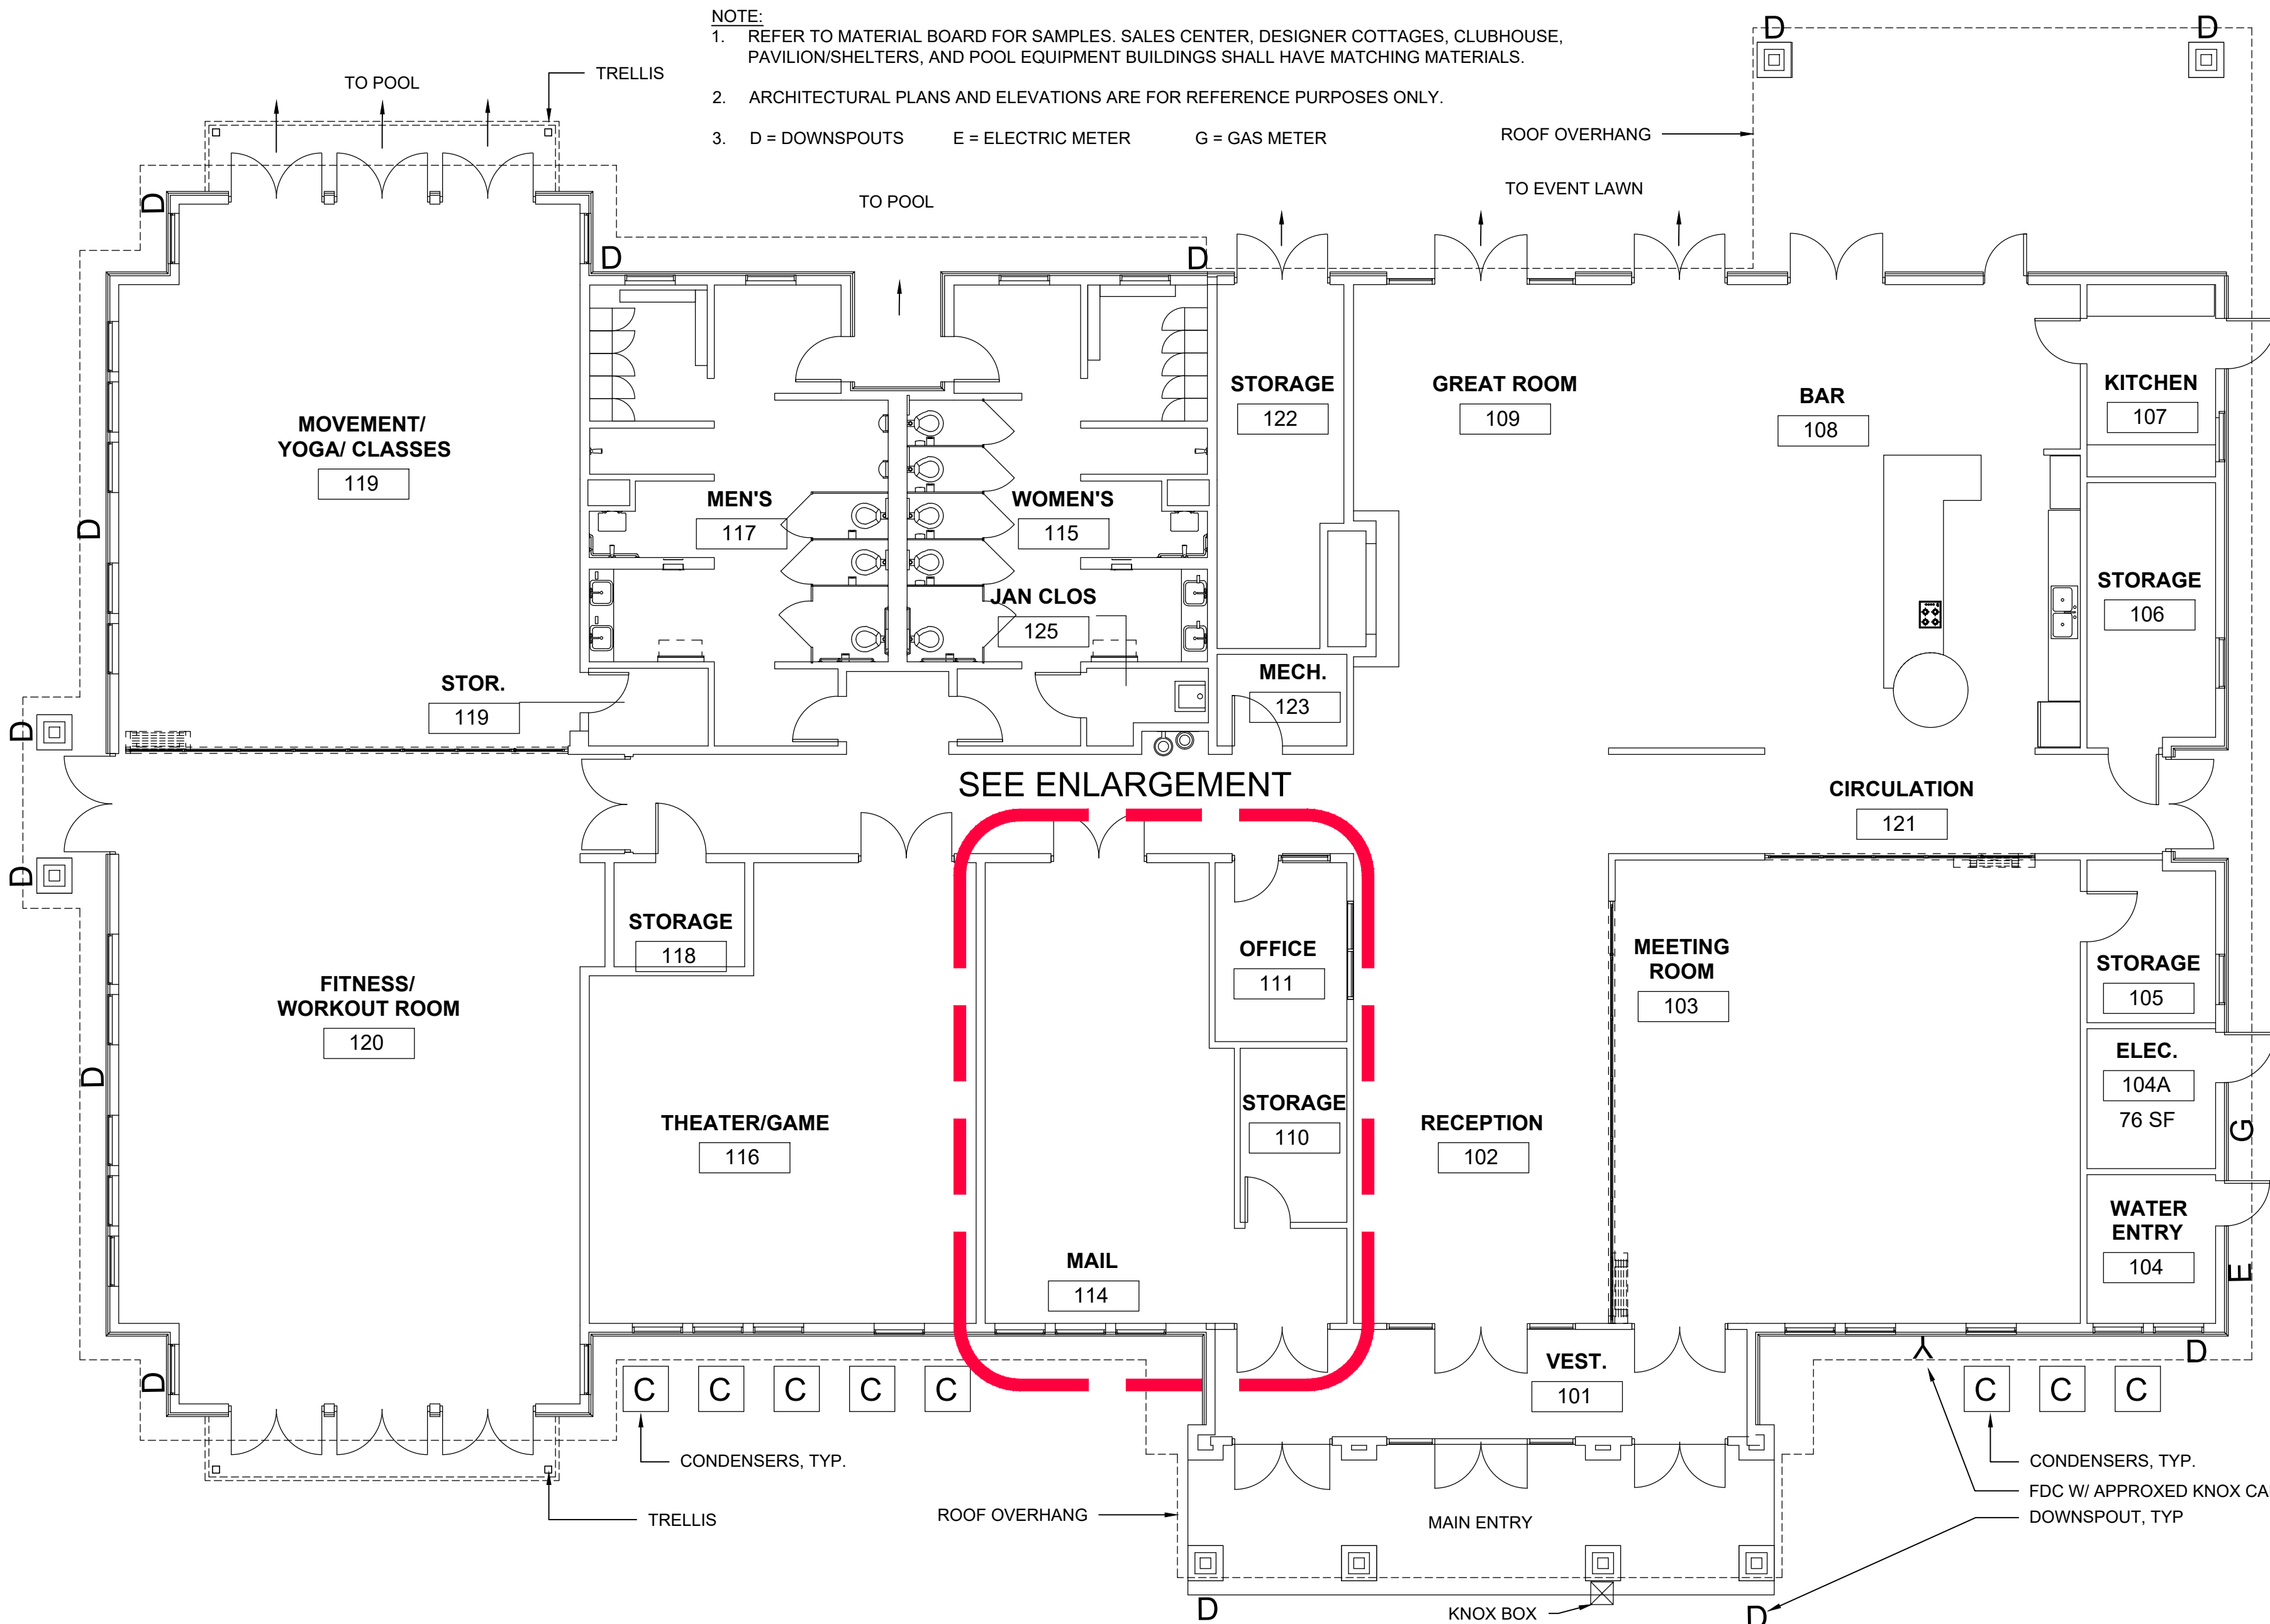 NOTE:
1. REFER TO MATERIAL BOARD FOR SAMPLES. SALES CENTER, DESIGNER COTTAGES, CLUBHOUSE,
PAVILION/SHELTERS, AND POOL EQUIPMENT BUILDINGS SHALL HAVE MATCHING MATERIALS.
2. ARCHITECTURAL PLANS AND ELEVATIONS ARE FOR REFERENCE PURPOSES ONLY.
3. D = DOWNSPOUTS E = ELECTRIC METER G = GAS METER
D
D
TO POOL
TRELLIS
ROOF OVERHANG
TO EVENT LAWN
TO POOL
D
D
D
STORAGE
122
GREAT ROOM
109
BAR
108
KITCHEN
107
MOVEMENT/
YOGA/ CLASSES
119
D
MEN'S
117
WOMEN'S
115
JAN CLOS
125
STORAGE
106
STOR.
119
MECH.
123
D
SEE ENLARGEMENT
CIRCULATION
121
D
STORAGE
118
OFFICE
111
MEETING
ROOM
103
STORAGE
105
FITNESS/
WORKOUT ROOM
120
D
ELEC.
104A
76 SF
G
THEATER/GAME
116
STORAGE
110
RECEPTION
102
WATER
ENTRY
104
E
MAIL
114
D
VEST.
101
D
C
C
C
C
C
C
C
C
CONDENSERS, TYP.
CONDENSERS, TYP.
FDC W/ APPROXED KNOX CA
DOWNSPOUT, TYP
TRELLIS
ROOF OVERHANG
MAIN ENTRY
D
KNOX BOX
D